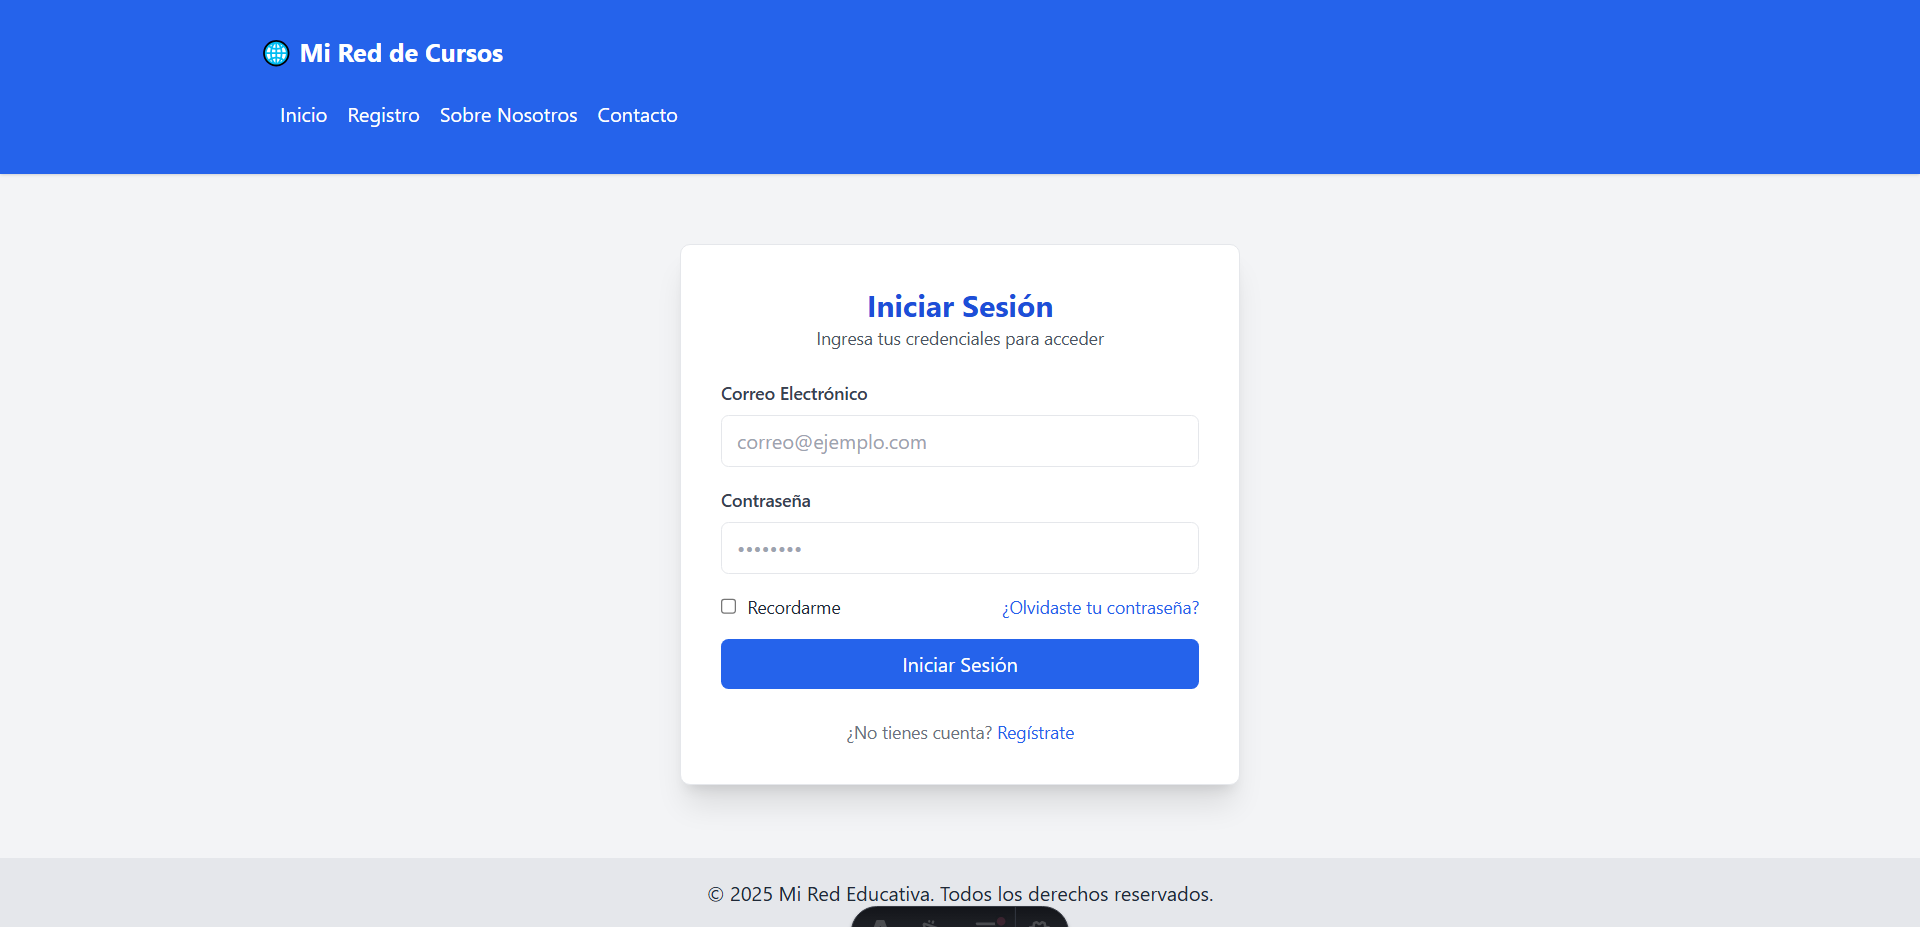 Mi Red de Cursos
Inicio Registro Sobre Nosotros Contacto
Iniciar Sesión
Ingresa tus credenciales para acceder
Correo Electrónico
correo@ejemplo.com
Contraseña
••••••••
Recordarme ¿Olvidaste tu contraseña?
Iniciar Sesión
¿No tienes cuenta? Regístrate
© 2025 Mi Red Educativa. Todos los derechos reservados.